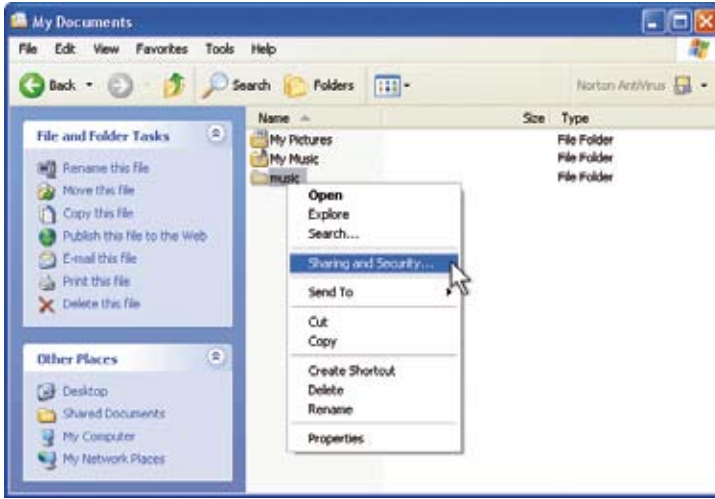 My Documents
File Edit View Favorites Tools Help
Back Search Folders Norton AntiVirus
Name Size Type
File and Folder Tasks
Rename this file
Move this file
Copy this file
Publish this file to the Web
E-mail this file
Print this file
Delete this file
Other Places
Desktop
Shared Documents
My Computer
My Network Places
My Pictures File Folder
My Music File Folder
music File Folder
Open
Explore
Search...
Sharing and Security...
Send To
Cut
Copy
Create Shortcut
Delete
Rename
Properties